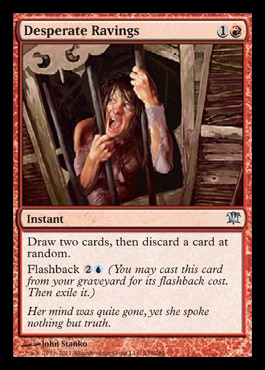 Desperate Ravings 1
Instant
Draw two cards, then discard a card at
random.
Flashback 2 (You may cast this card
from your graveyard for its flashback cost.
Then exile it.)
Her mind was quite gone, yet she spoke
nothing but truth.
John Stanko